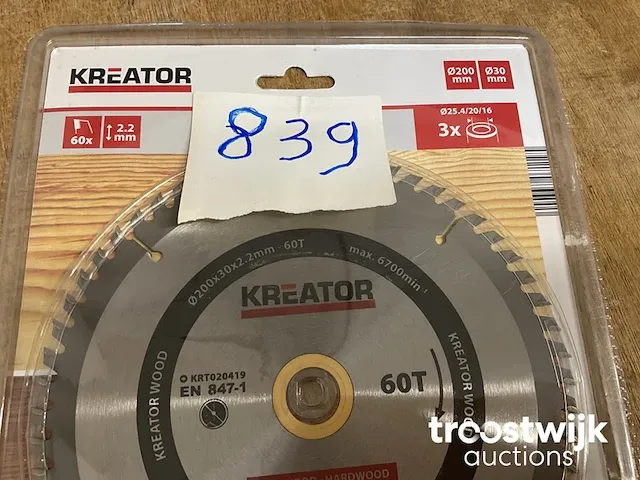 KREATOR
Ø200 mm
Ø30 mm
60x
2.2 mm
Ø25.4/20/16
3x
839
Ø200x30x2.2mm - 60T
max. 6700min⁻¹
KREATOR
KRT020419
EN 847-1
60T
KREATOR WOOD
KREATOR WOOD
HARDWOOD
troostwijk
auctions